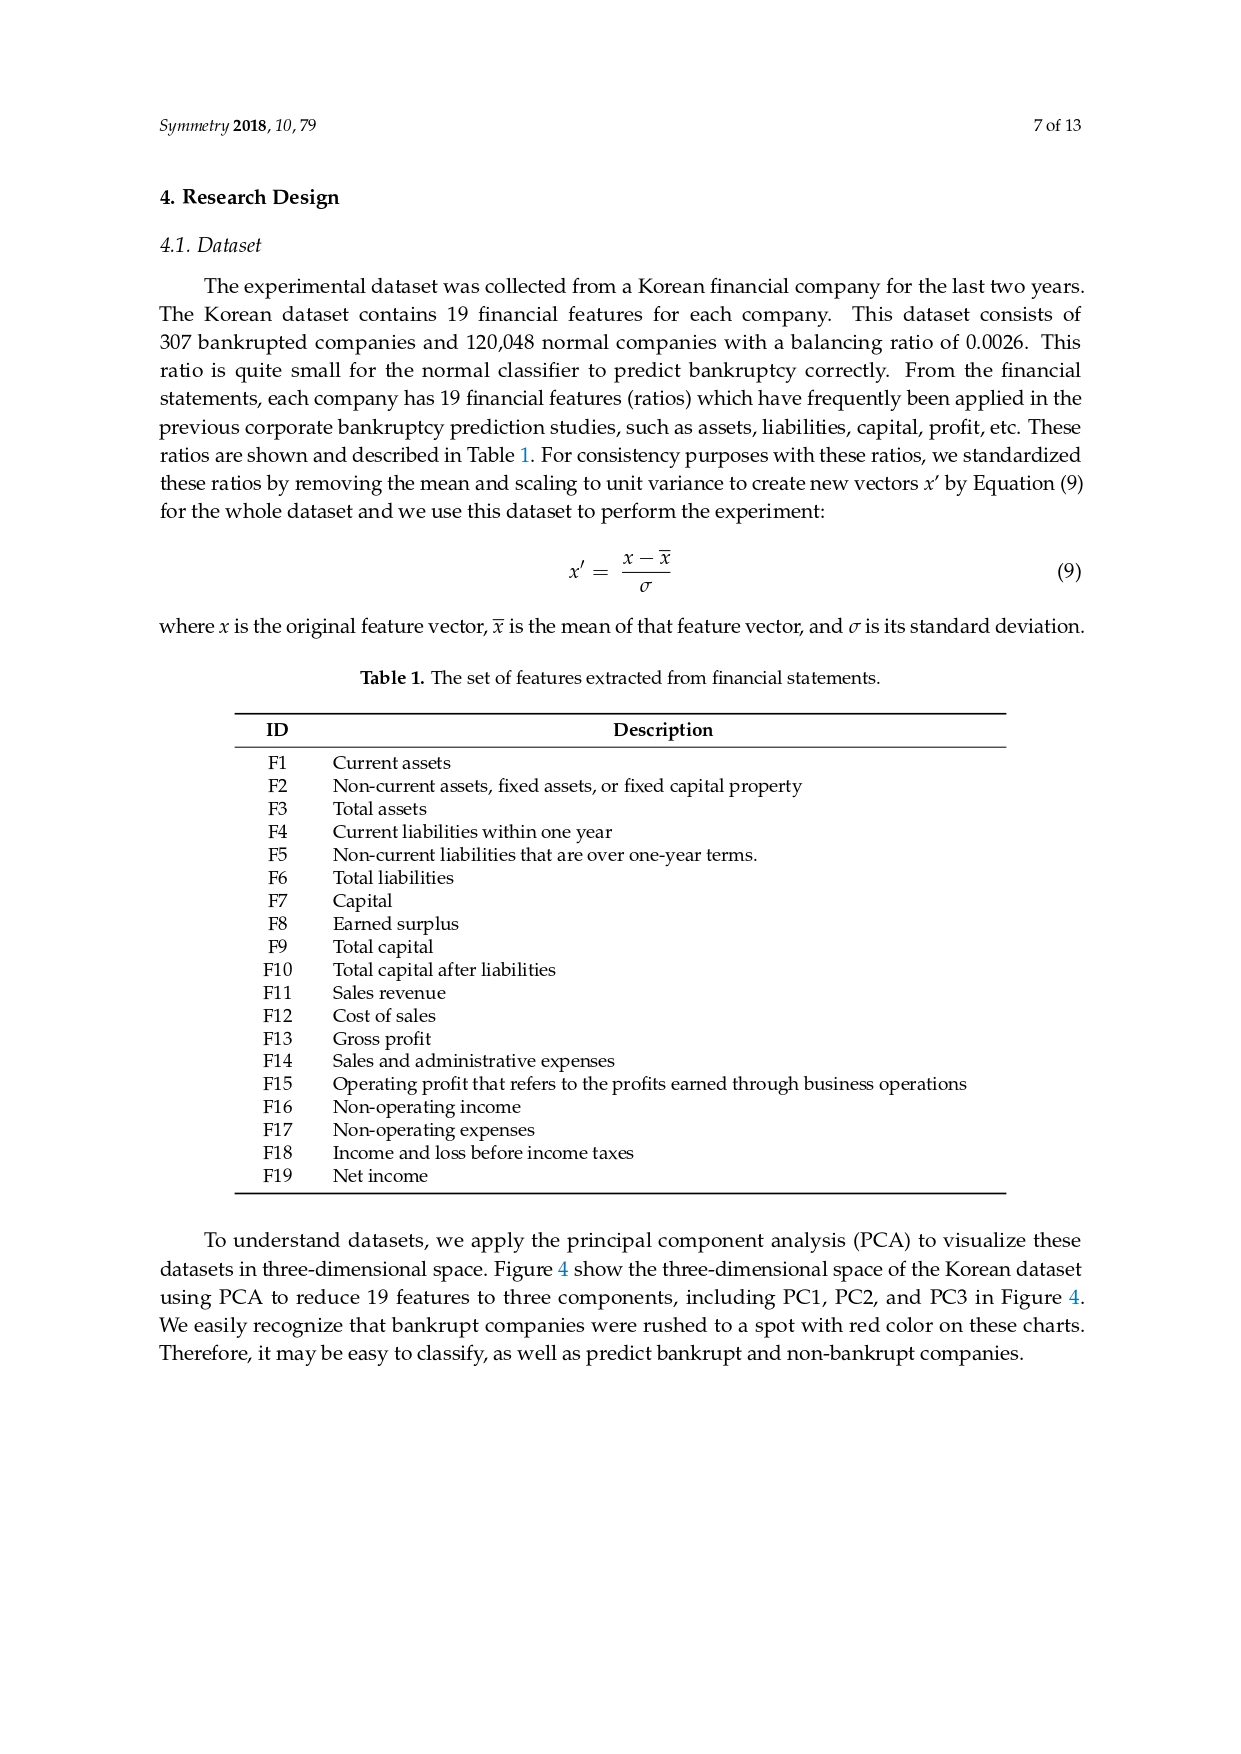 Symmetry 2018, 10, 79 7 of 13
4. Research Design
4.1. Dataset
The experimental dataset was collected from a Korean financial company for the last two years.
The Korean dataset contains 19 financial features for each company. This dataset consists of
307 bankrupted companies and 120,048 normal companies with a balancing ratio of 0.0026. This
ratio is quite small for the normal classifier to predict bankruptcy correctly. From the financial
statements, each company has 19 financial features (ratios) which have frequently been applied in the
previous corporate bankruptcy prediction studies, such as assets, liabilities, capital, profit, etc. These
ratios are shown and described in Table 1. For consistency purposes with these ratios, we standardized
these ratios by removing the mean and scaling to unit variance to create new vectors x′ by Equation (9)
for the whole dataset and we use this dataset to perform the experiment:
x′ = (x − x̅) / σ (9)
where x is the original feature vector, x̅ is the mean of that feature vector, and σ is its standard deviation.
Table 1. The set of features extracted from financial statements.
ID Description
F1 Current assets
F2 Non-current assets, fixed assets, or fixed capital property
F3 Total assets
F4 Current liabilities within one year
F5 Non-current liabilities that are over one-year terms.
F6 Total liabilities
F7 Capital
F8 Earned surplus
F9 Total capital
F10 Total capital after liabilities
F11 Sales revenue
F12 Cost of sales
F13 Gross profit
F14 Sales and administrative expenses
F15 Operating profit that refers to the profits earned through business operations
F16 Non-operating income
F17 Non-operating expenses
F18 Income and loss before income taxes
F19 Net income
To understand datasets, we apply the principal component analysis (PCA) to visualize these
datasets in three-dimensional space. Figure 4 show the three-dimensional space of the Korean dataset
using PCA to reduce 19 features to three components, including PC1, PC2, and PC3 in Figure 4.
We easily recognize that bankrupt companies were rushed to a spot with red color on these charts.
Therefore, it may be easy to classify, as well as predict bankrupt and non-bankrupt companies.